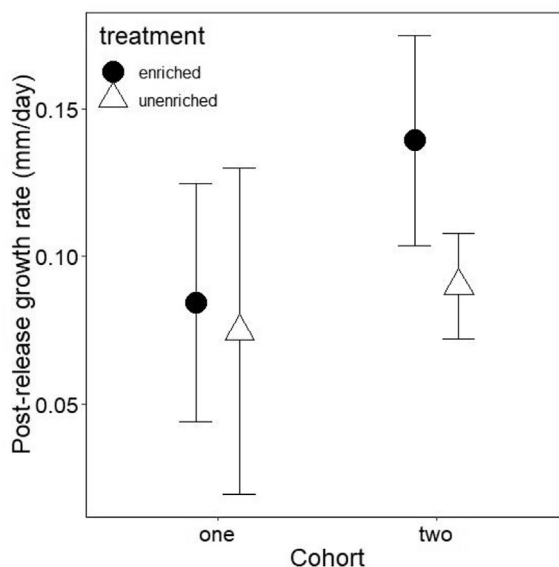 treatment
enriched
unenriched
Post-release growth rate (mm/day)
0.15
0.10
0.05
one two
Cohort